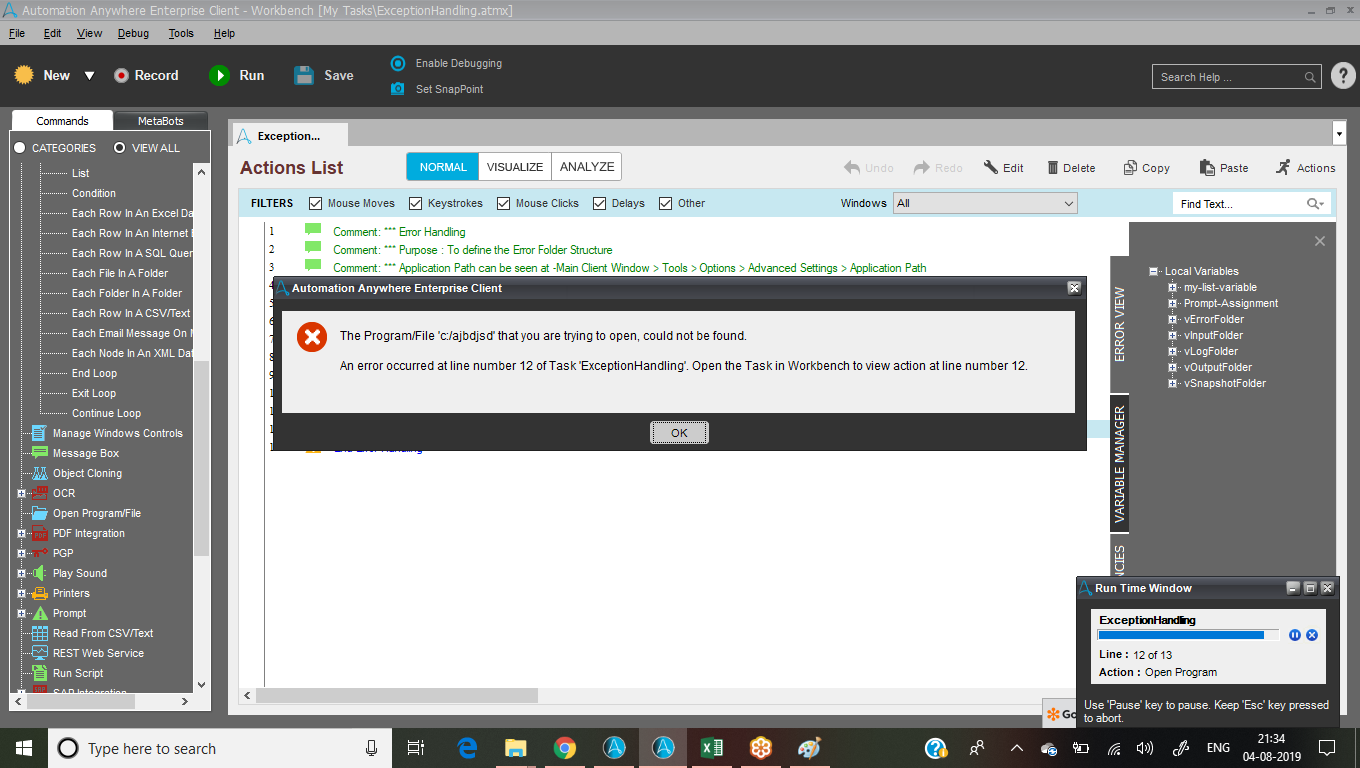 Automation Anywhere Enterprise Client - Workbench [My Tasks\ExceptionHandling.atmx]
File Edit View Debug Tools Help
New Record Run Save
Enable Debugging
Set SnapPoint
Search Help ...
?
Commands MetaBots
CATEGORIES VIEW ALL
List
Condition
Each Row In An Excel Da
Each Row In An Internet
Each Row In A SQL Quer
Each File In A Folder
Each Folder In A Folder
Each Row In A CSV/Text
Each Email Message On
Each Node In An XML Dat
End Loop
Exit Loop
Continue Loop
Manage Windows Controls
Message Box
Object Cloning
OCR
Open Program/File
PDF Integration
PGP
Play Sound
Printers
Prompt
Read From CSV/Text
REST Web Service
Run Script
SAP Integration
Exception...
Actions List
NORMAL VISUALIZE ANALYZE
Undo Redo Edit Delete Copy Paste Actions
FILTERS Mouse Moves Keystrokes Mouse Clicks Delays Other
Windows All
Find Text...
1 Comment: *** Error Handling
2 Comment: *** Purpose : To define the Error Folder Structure
3 Comment: *** Application Path can be seen at -Main Client Window > Tools > Options > Advanced Settings > Application Path
End Error Handling
Automation Anywhere Enterprise Client
The Program/File 'c:/ajbdjsd' that you are trying to open, could not be found.
An error occurred at line number 12 of Task 'ExceptionHandling'. Open the Task in Workbench to view action at line number 12.
OK
ERROR VIEW
VARIABLE MANAGER
NCIES
Local Variables
my-list-variable
Prompt-Assignment
vErrorFolder
vInputFolder
vLogFolder
vOutputFolder
vSnapshotFolder
Run Time Window
ExceptionHandling
Line : 12 of 13
Action : Open Program
Use 'Pause' key to pause. Keep 'Esc' key pressed
to abort.
Go
Type here to search
ENG
21:34
04-08-2019